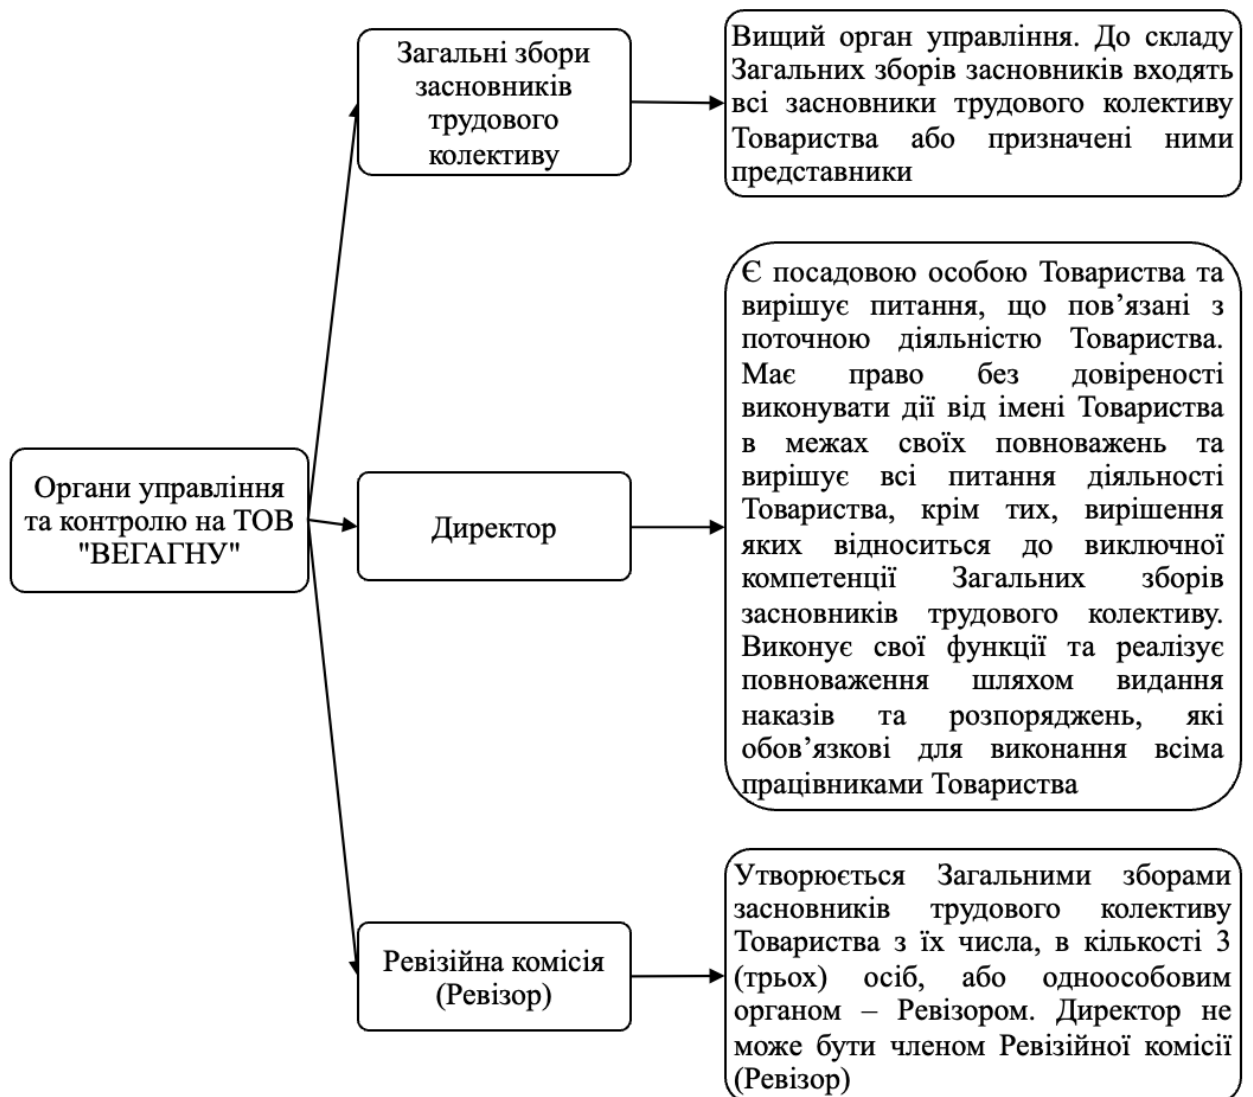 Загальні збори
засновників
трудового
колективу
Вищий орган управління. До складу
Загальних зборів засновників входять
всі засновники трудового колективу
Товариства або призначені ними
представники
Органи управління
та контролю на ТОВ
"ВЕГАГНУ"
Директор
Є посадовою особою Товариства та
вирішує питання, що пов’язані з
поточною діяльністю Товариства.
Має право без довіреності
виконувати дії від імені Товариства
в межах своїх повноважень та
вирішує всі питання діяльності
Товариства, крім тих, вирішення
яких відноситься до виключної
компетенції Загальних зборів
засновників трудового колективу.
Виконує свої функції та реалізує
повноваження шляхом видання
наказів та розпоряджень, які
обов’язкові для виконання всіма
працівниками Товариства
Ревізійна комісія
(Ревізор)
Утворюється Загальними зборами
засновників трудового колективу
Товариства з їх числа, в кількості 3
(трьох) осіб, або одноособовим
органом – Ревізором. Директор не
може бути членом Ревізійної комісії
(Ревізор)